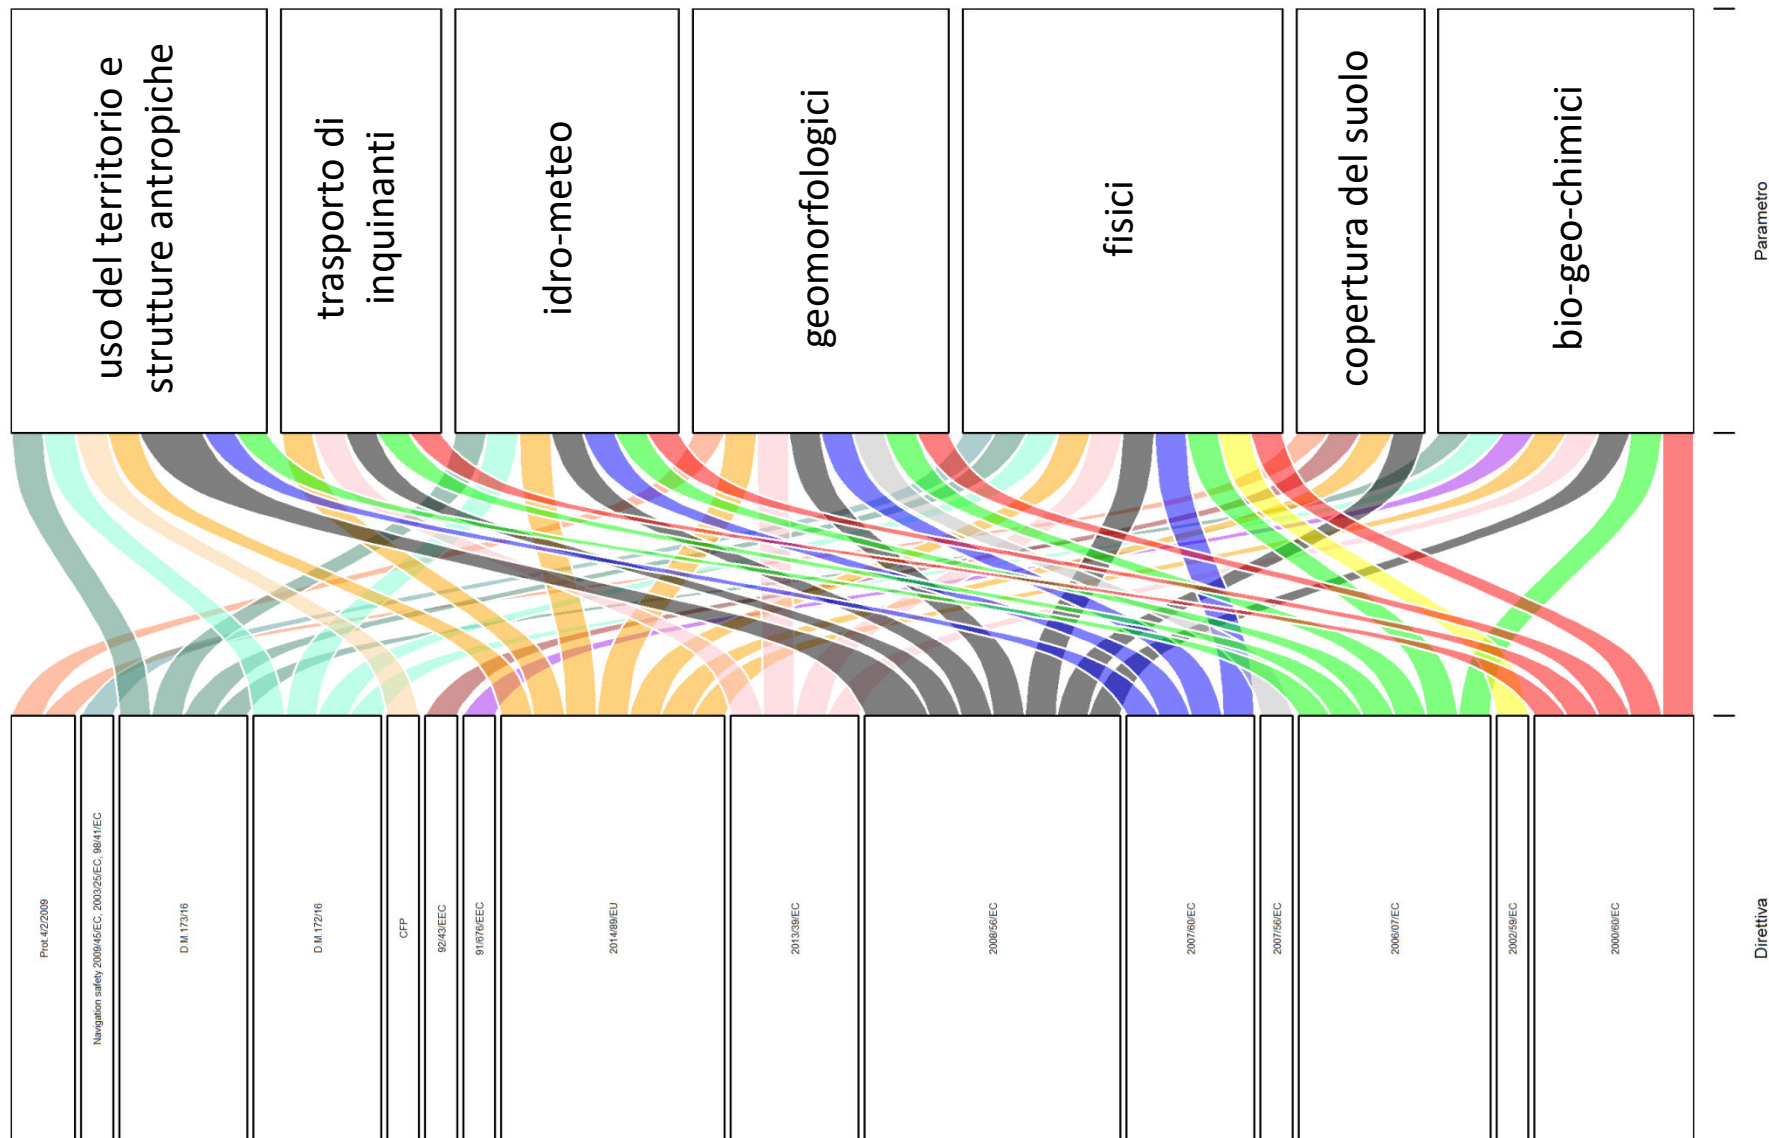 uso del territorio e
strutture antropiche
trasporto di
inquinanti
idro-meteo
geomorfologici
fisici
copertura del suolo
bio-geo-chimici
Parametro
Prot.4/2/2009
Navigation safety 2009/45/EC, 2003/25/EC, 98/41/EC
D.M.173/16
D.M.172/16
CFP
92/43/EEC
91/676/EEC
2014/89/EU
2013/39/EC
2008/56/EC
2007/60/EC
2007/56/EC
2006/07/EC
2002/59/EC
2000/60/EC
Direttiva